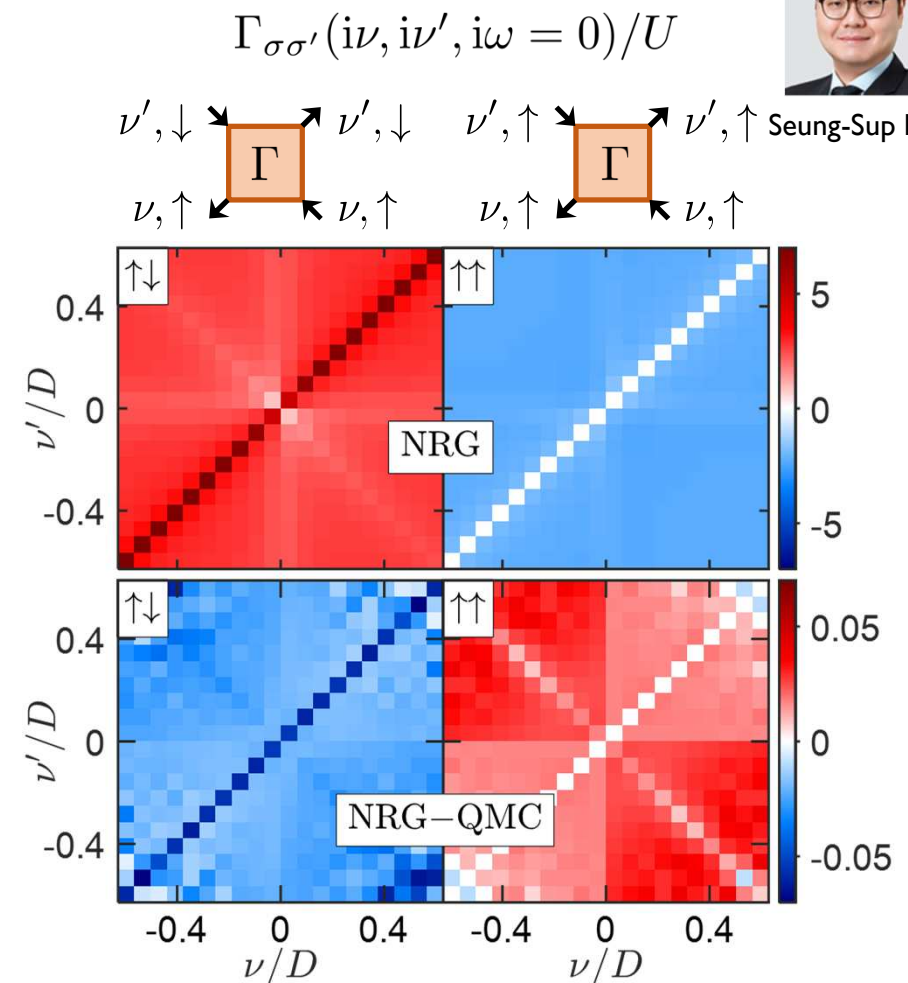 Γσσ′(iν, iν′, iω = 0)/U
ν′,↓ ν′,↓ ν′,↑ ν′,↑ Seung-Sup
Γ Γ
ν,↑ ν,↑ ν,↑ ν,↑
↑↓ ↑↑
0.4
0
-0.4
ν′/D
NRG
5
0
-5
↑↓ ↑↑
0.4
0
-0.4
ν′/D
NRG−QMC
0.05
0
-0.05
-0.4 0 0.4 -0.4 0 0.4
ν/D ν/D